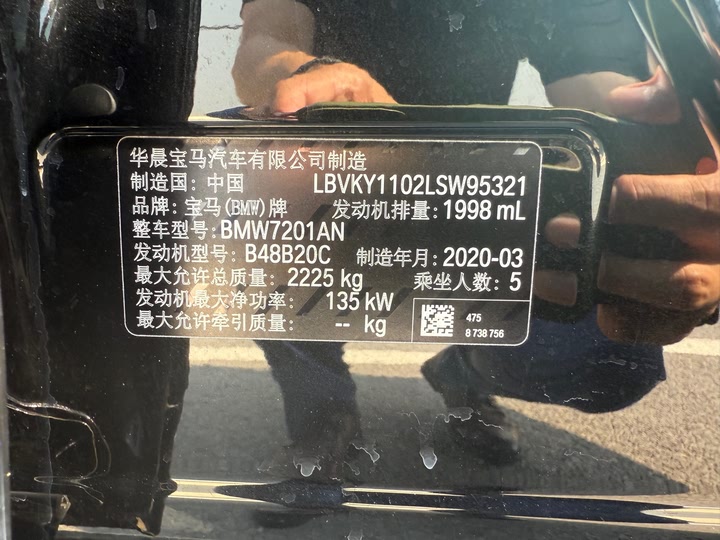 华晨宝马汽车有限公司制造
制造国: 中国 LBVKY1102LSW95321
品牌: 宝马(BMW)牌 发动机排量: 1998 mL
整车型号: BMW7201AN
发动机型号: B48B20C 制造年月: 2020-03
最大允许总质量: 2225 kg 乘坐人数: 5
发动机最大净功率: 135 kW
最大允许牵引质量: -- kg
475
8 738 756